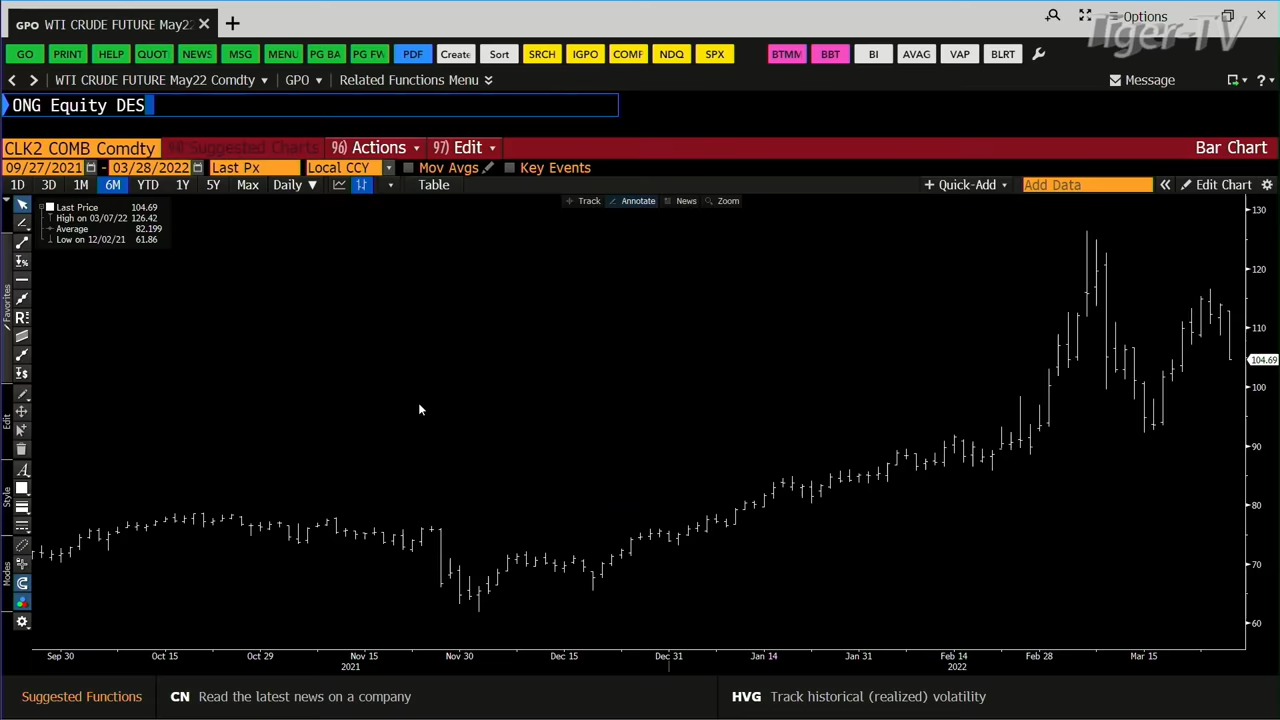 GPO WTI CRUDE FUTURE May22
Options
Tiger-TV
GO PRINT HELP QUOT NEWS MSG MENU PG BA PG FW PDF Create Sort SRCH IGPO COMF NDQ SPX BTMM BBT BI AVAG VAP BLRT
WTI CRUDE FUTURE May22 Comdty GPO Related Functions Menu Message ?
ONG Equity DES
CLK2 COMB Comdty 94) Suggested Charts 96) Actions 97) Edit Bar Chart
09/27/2021 - 03/28/2022 Last Px Local CCY Mov Avgs Key Events
1D 3D 1M 6M YTD 1Y 5Y Max Daily Table + Quick-Add Add Data Edit Chart
Track Annotate News Zoom
Last Price 104.69
High on 03/07/22 126.42
Average 82.199
Low on 12/02/21 61.86
Favorites
Edit
Style
Modes
130
120
110
104.69
100
90
80
70
60
Sep 30 Oct 15 Oct 29 Nov 15 Nov 30 Dec 15 Dec 31 Jan 14 Jan 31 Feb 14 Feb 28 Mar 15
2021 2022
Suggested Functions CN Read the latest news on a company HVG Track historical (realized) volatility